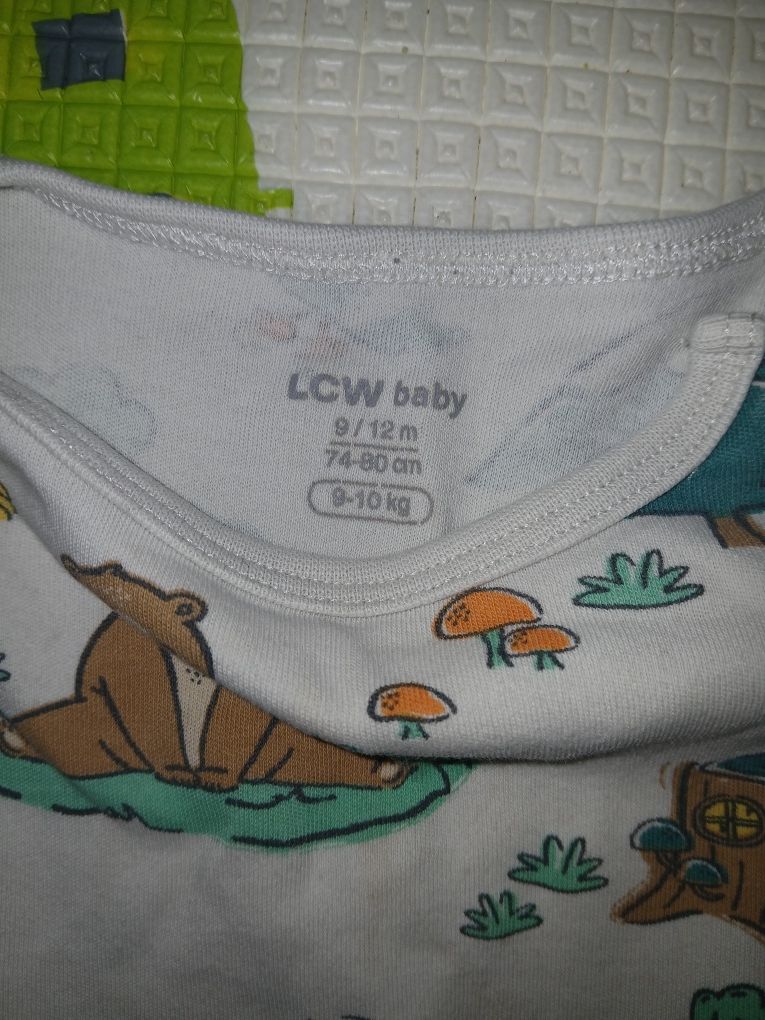 LCW baby
9 / 12 m
74-80 cm
9-10 kg